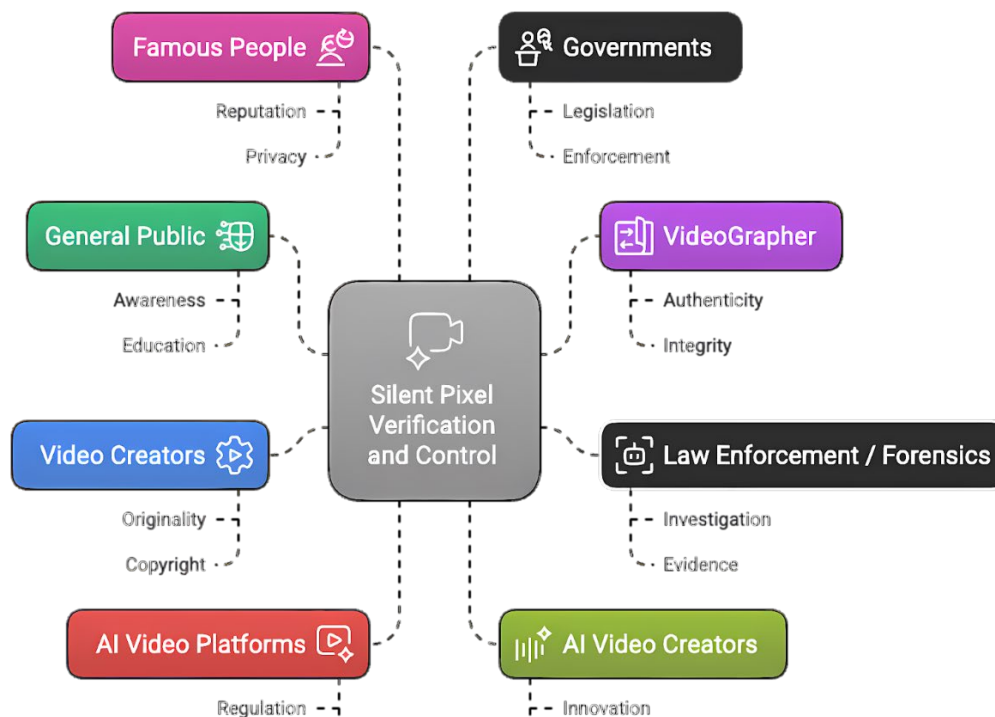 Famous People
Reputation
Privacy
Governments
Legislation
Enforcement
General Public
Awareness
Education
VideoGrapher
Authenticity
Integrity
Silent Pixel
Verification
and Control
Video Creators
Originality
Copyright
Law Enforcement / Forensics
Investigation
Evidence
AI Video Platforms
Regulation
AI Video Creators
Innovation